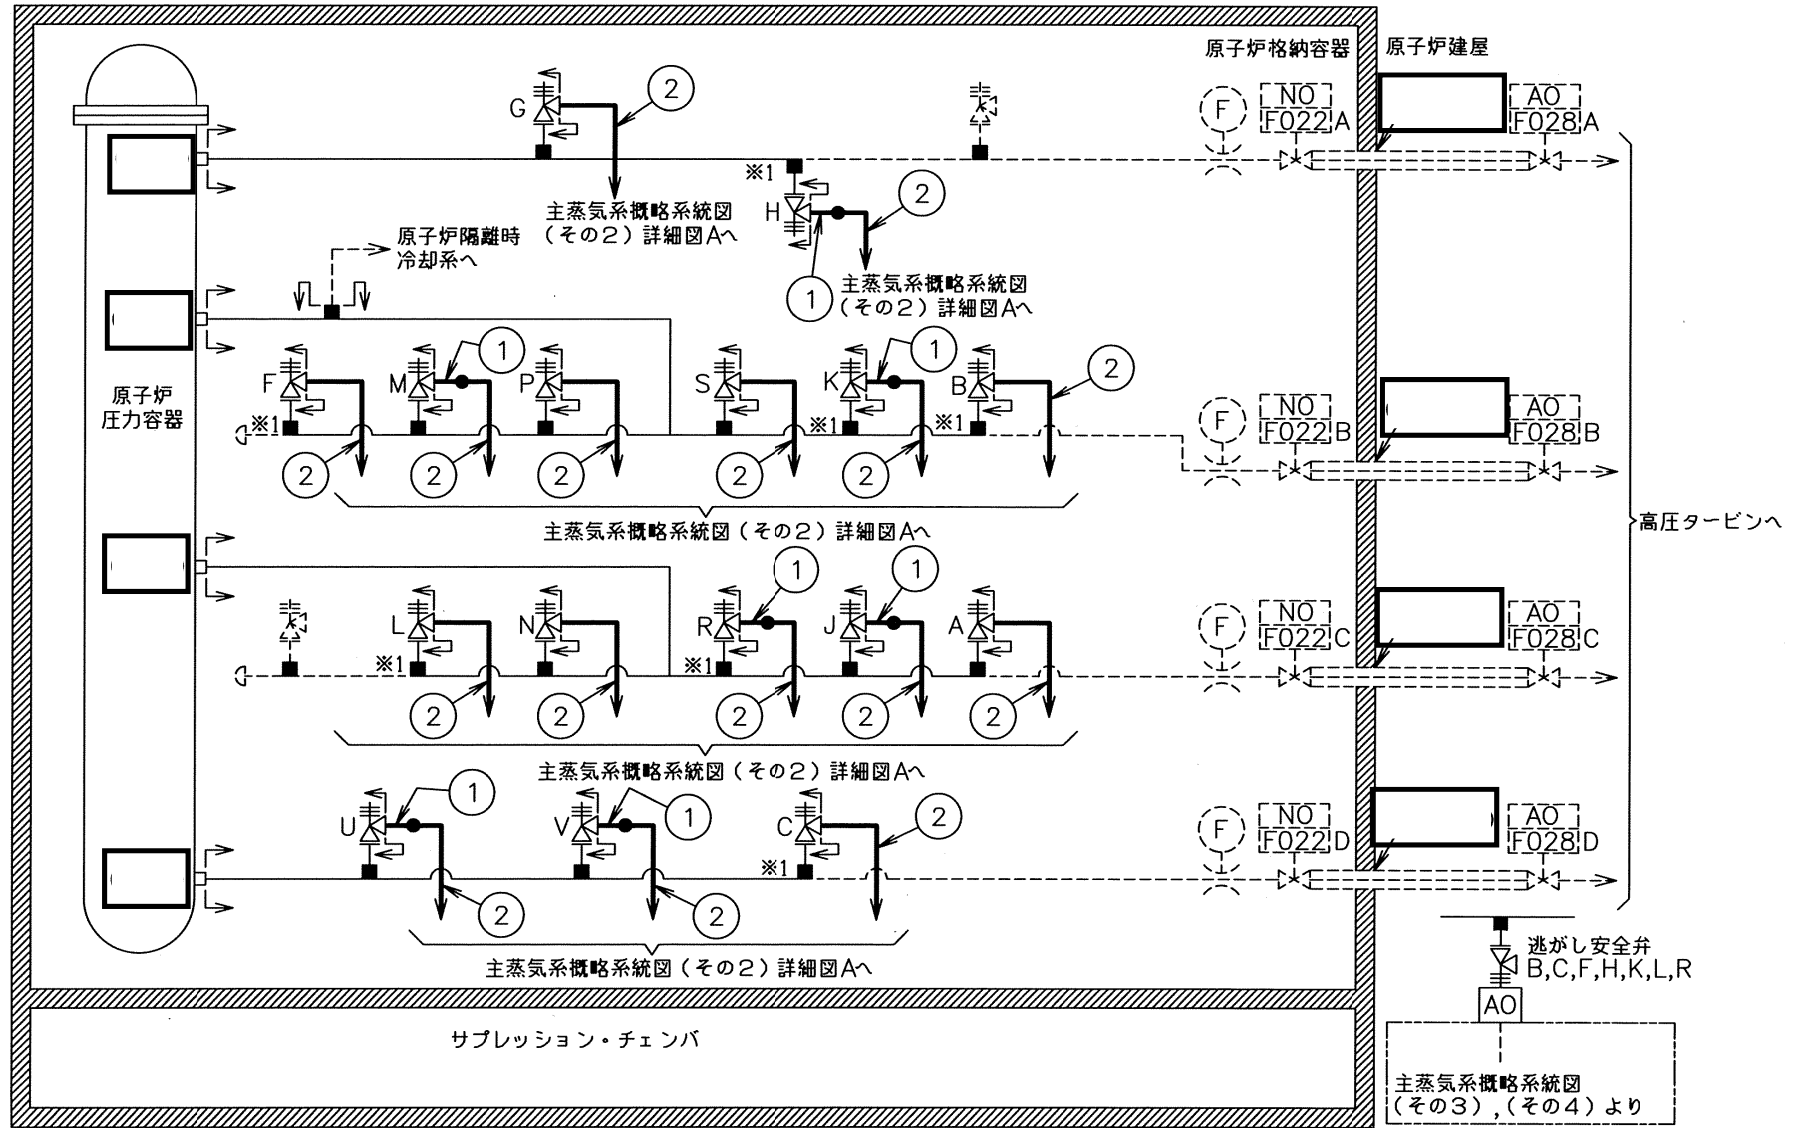 原子炉格納容器
原子炉建屋
G
2
F
NO
F022A
AO
F028A
※1
H
2
主蒸気系概略系統図
(その2)詳細図Aへ
1
主蒸気系概略系統図
(その2)詳細図Aへ
原子炉隔離時
冷却系へ
原子炉
圧力容器
F
M
1
P
S
K
1
B
2
※1
※1
※1
2
2
2
2
2
F
NO
F022B
AO
F028B
主蒸気系概略系統図(その2)詳細図Aへ
高圧タービンへ
L
N
R
1
J
1
A
※1
※1
2
2
2
2
2
F
NO
F022C
AO
F028C
主蒸気系概略系統図(その2)詳細図Aへ
U
1
V
1
C
2
※1
2
2
F
NO
F022D
AO
F028D
主蒸気系概略系統図(その2)詳細図Aへ
逃がし安全弁
B,C,F,H,K,L,R
AO
サプレッション・チェンバ
主蒸気系概略系統図
(その3),(その4)より